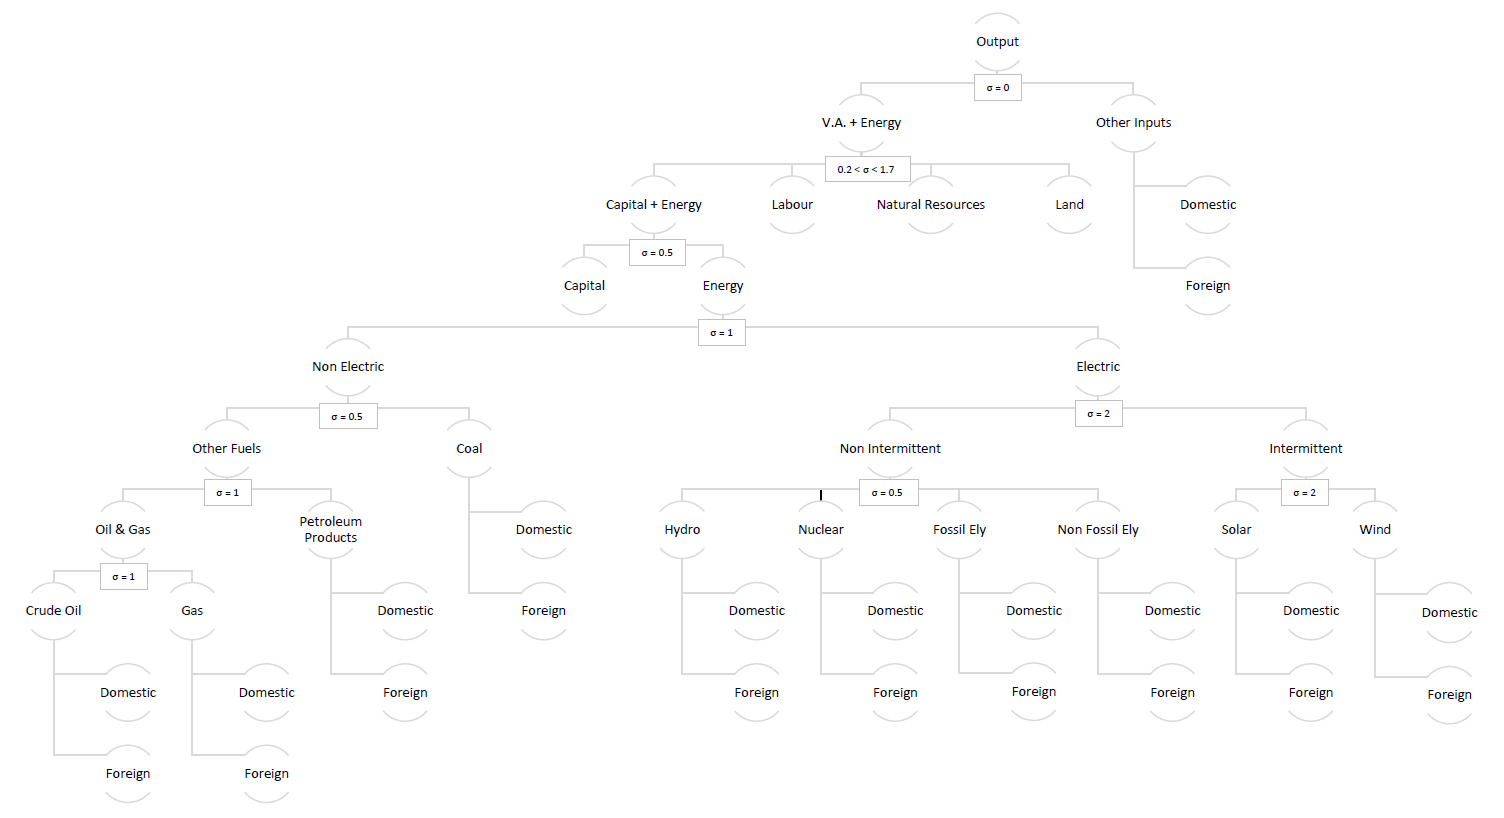 Output
σ = 0
V.A. + Energy
Other Inputs
0.2 < σ < 1.7
Capital + Energy
Labour
Natural Resources
Land
Domestic
σ = 0.5
Capital
Energy
Foreign
σ = 1
Non Electric
Electric
σ = 0.5
σ = 2
Other Fuels
Coal
Non Intermittent
Intermittent
σ = 1
σ = 0.5
σ = 2
Oil & Gas
Petroleum
Products
Domestic
Hydro
Nuclear
Fossil Ely
Non Fossil Ely
Solar
Wind
σ = 1
Crude Oil
Gas
Domestic
Foreign
Domestic
Domestic
Domestic
Domestic
Domestic
Domestic
Domestic
Domestic
Foreign
Foreign
Foreign
Foreign
Foreign
Foreign
Foreign
Foreign
Foreign